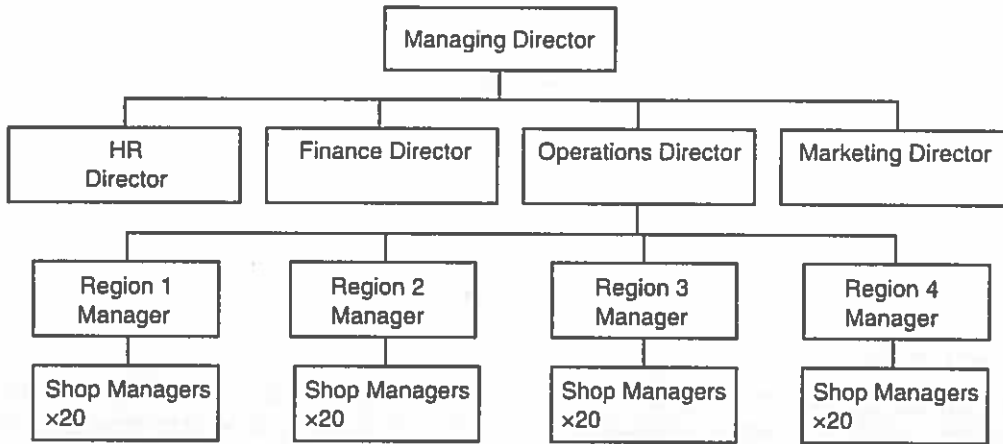 Managing Director
HR
Director
Finance Director
Operations Director
Marketing Director
Region 1
Manager
Region 2
Manager
Region 3
Manager
Region 4
Manager
Shop Managers
×20
Shop Managers
×20
Shop Managers
×20
Shop Managers
×20